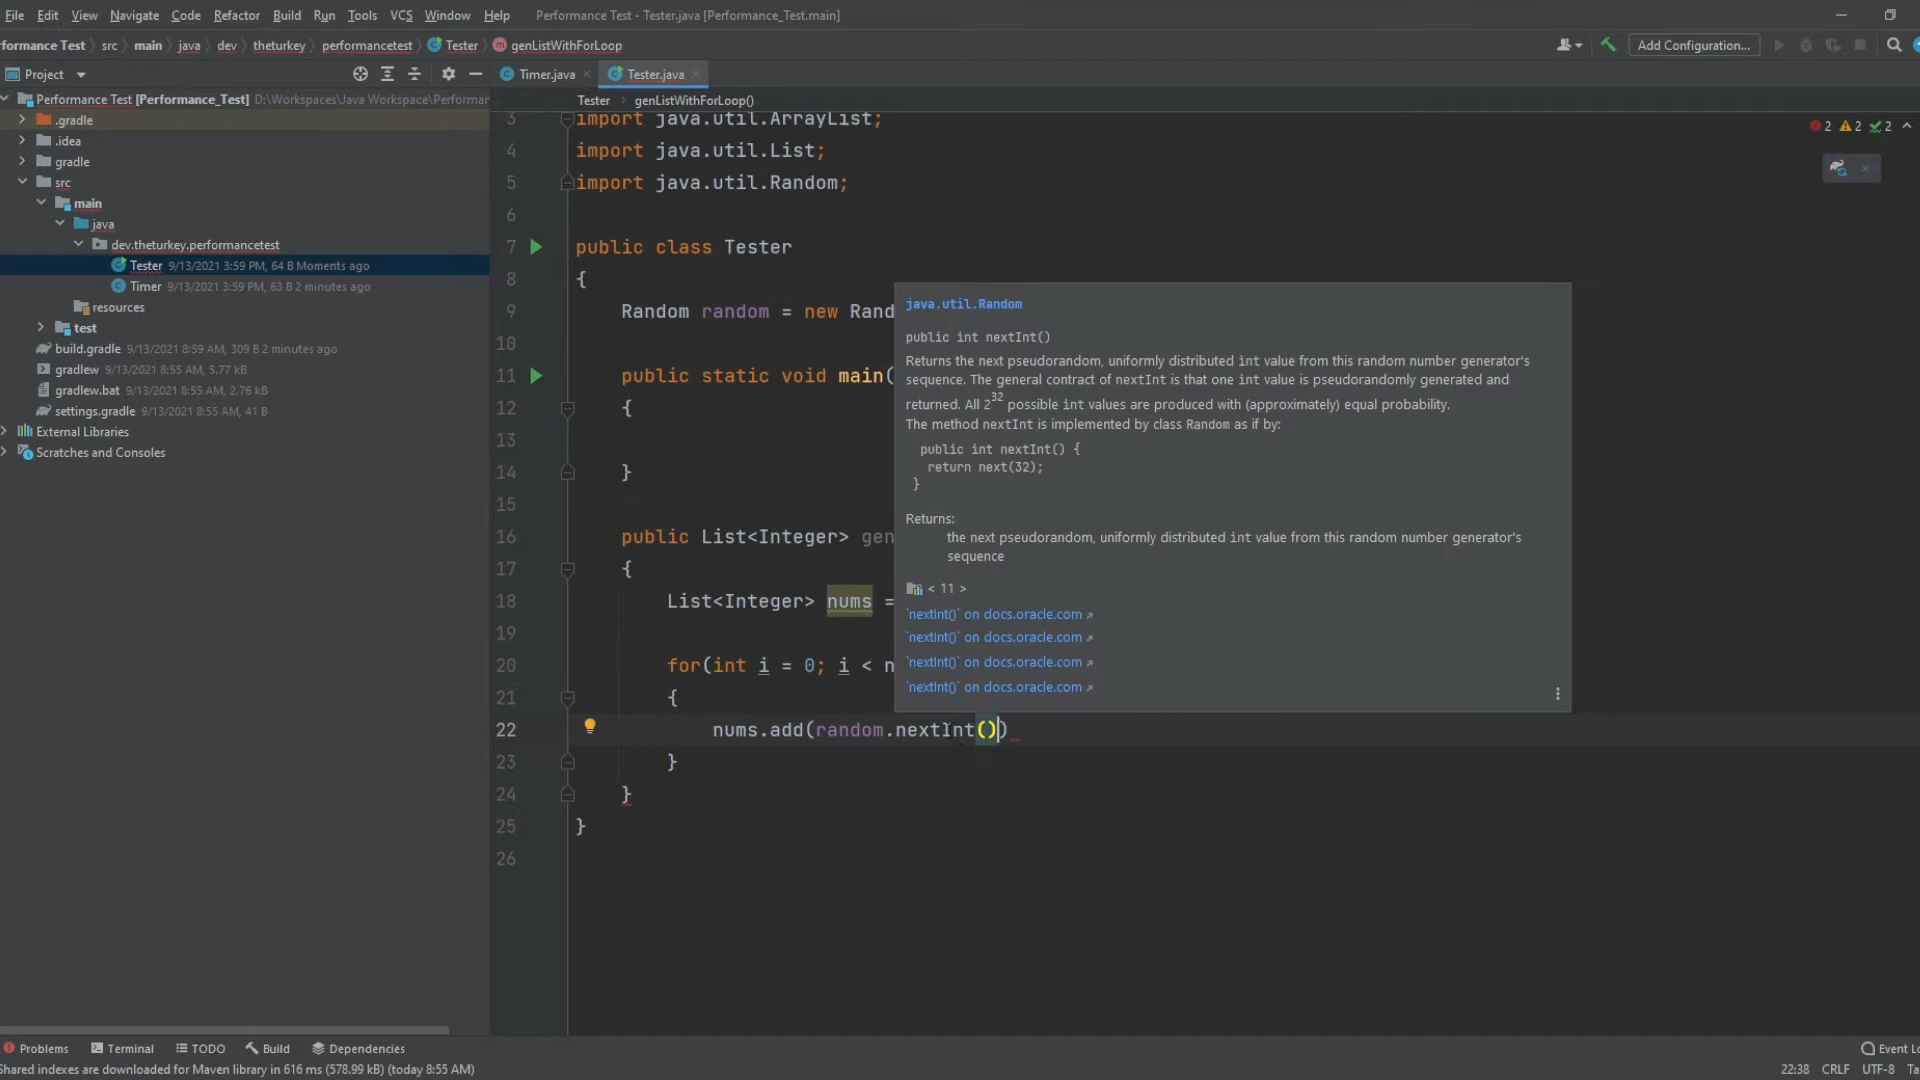 File Edit View Navigate Code Refactor Build Run Tools VCS Window Help Performance Test - Tester.java [Performance_Test.main]
formance Test src main java dev theturkey performancetest Tester genListWithForLoop Add Configuration...
Project
Timer.java Tester.java
Performance Test [Performance_Test] D:\Workspaces\Java Workspace\Performan
.gradle
.idea
gradle
src
main
java
dev.theturkey.performancetest
Tester 9/13/2021 3:59 PM, 64 B Moments ago
Timer 9/13/2021 3:59 PM, 63 B 2 minutes ago
resources
test
build.gradle 9/13/2021 8:59 AM, 309 B 2 minutes ago
gradlew 9/13/2021 8:55 AM, 5.77 kB
gradlew.bat 9/13/2021 8:55 AM, 2.76 kB
settings.gradle 9/13/2021 8:55 AM, 41 B
External Libraries
Scratches and Consoles
Tester genListWithForLoop()
2 2 2
3 import java.util.ArrayList;
4 import java.util.List;
5 import java.util.Random;
6
7 public class Tester
8 {
9 Random random = new Rand
10
11 public static void main(
12 {
13
14 }
15
16 public List<Integer> gen
17 {
18 List<Integer> nums =
19
20 for(int i = 0; i < n
21 {
22 nums.add(random.nextInt())
23 }
24 }
25 }
26
java.util.Random
public int nextInt()
Returns the next pseudorandom, uniformly distributed int value from this random number generator's
sequence. The general contract of nextInt is that one int value is pseudorandomly generated and
returned. All 2^32 possible int values are produced with (approximately) equal probability.
The method nextInt is implemented by class Random as if by:
public int nextInt() {
return next(32);
}
Returns:
the next pseudorandom, uniformly distributed int value from this random number generator's
sequence
< 11 >
`nextInt()` on docs.oracle.com
`nextInt()` on docs.oracle.com
`nextInt()` on docs.oracle.com
`nextInt()` on docs.oracle.com
Problems Terminal TODO Build Dependencies Event Lo
Shared indexes are downloaded for Maven library in 616 ms (578.99 kB) (today 8:55 AM) 22:38 CRLF UTF-8 Ta